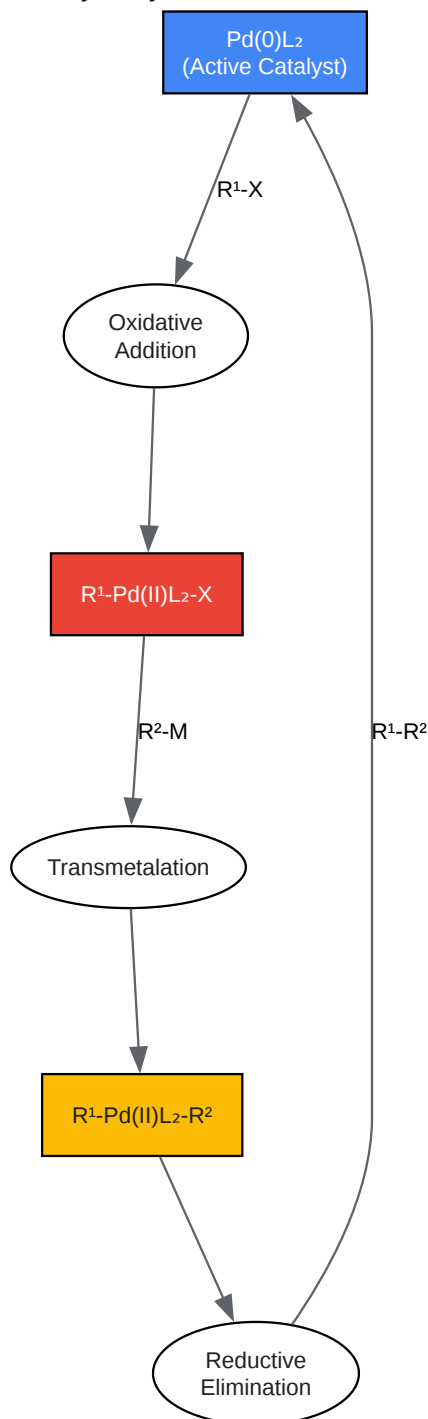 Pd(0)L₂
(Active Catalyst)
R¹-X
Oxidative
Addition
R¹-Pd(II)L₂-X
R²-M
R¹-R²
Transmetalation
R¹-Pd(II)L₂-R²
Reductive
Elimination